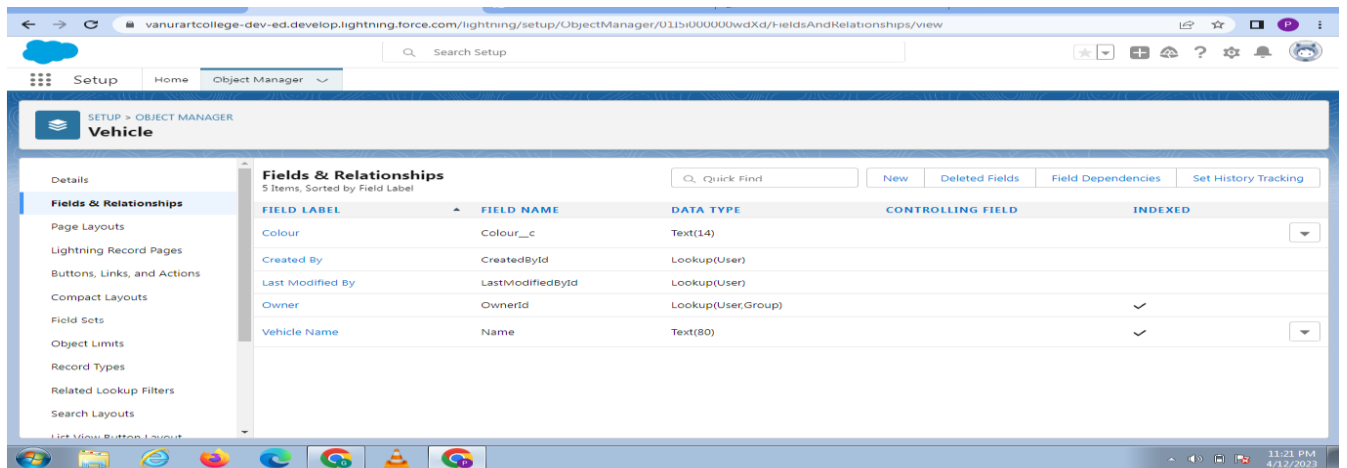 vanurartcollege-dev-ed.develop.lightning.force.com/lightning/setup/ObjectManager/01I5i000000wdXd/FieldsAndRelationships/view
P
Search Setup
Setup
Home
Object Manager
SETUP > OBJECT MANAGER
Vehicle
Details
Fields & Relationships
Page Layouts
Lightning Record Pages
Buttons, Links, and Actions
Compact Layouts
Field Sets
Object Limits
Record Types
Related Lookup Filters
Search Layouts
List View Button Layout
Fields & Relationships
5 Items, Sorted by Field Label
Quick Find
New
Deleted Fields
Field Dependencies
Set History Tracking
FIELD LABEL FIELD NAME DATA TYPE CONTROLLING FIELD INDEXED
Colour Colour__c Text(14)
Created By CreatedById Lookup(User)
Last Modified By LastModifiedById Lookup(User)
Owner OwnerId Lookup(User,Group)
Vehicle Name Name Text(80)
11:21 PM
4/12/2023